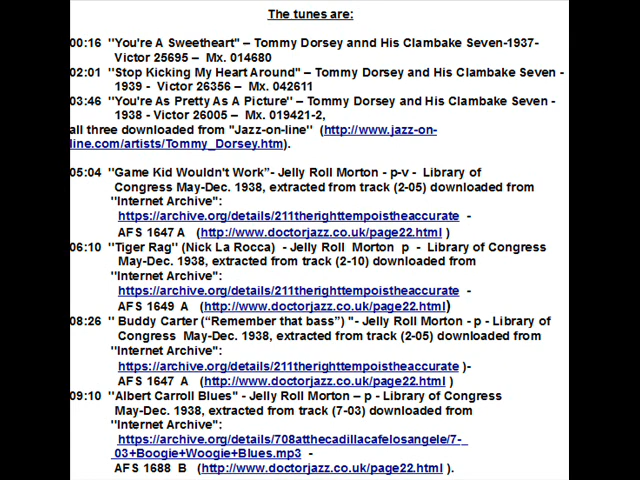 The tunes are:
00:16 "You're A Sweetheart" – Tommy Dorsey annd His Clambake Seven-1937-
Victor 25695 – Mx. 014680
02:01 "Stop Kicking My Heart Around" – Tommy Dorsey and His Clambake Seven -
1939 - Victor 26356 – Mx. 042611
03:46 "You're As Pretty As A Picture" – Tommy Dorsey and His Clambake Seven -
1938 - Victor 26005 – Mx. 019421-2,
all three downloaded from "Jazz-on-line" (http://www.jazz-on-
line.com/artists/Tommy_Dorsey.htm).
05:04 "Game Kid Wouldn't Work"- Jelly Roll Morton - p-v - Library of
Congress May-Dec. 1938, extracted from track (2-05) downloaded from
"Internet Archive":
https://archive.org/details/211therighttempoistheaccurate -
AFS 1647 A (http://www.doctorjazz.co.uk/page22.html )
06:10 "Tiger Rag" (Nick La Rocca) - Jelly Roll Morton p - Library of Congress
May-Dec. 1938, extracted from track (2-10) downloaded from
"Internet Archive":
https://archive.org/details/211therighttempoistheaccurate -
AFS 1649 A (http://www.doctorjazz.co.uk/page22.html)
08:26 " Buddy Carter (“Remember that bass”) "- Jelly Roll Morton - p - Library of
Congress May-Dec. 1938, extracted from track (2-05) downloaded from
"Internet Archive":
https://archive.org/details/211therighttempoistheaccurate )-
AFS 1647 A (http://www.doctorjazz.co.uk/page22.html )
09:10 "Albert Carroll Blues" - Jelly Roll Morton – p - Library of Congress
May-Dec. 1938, extracted from track (7-03) downloaded from
"Internet Archive":
https://archive.org/details/708atthecadillacafelosangele/7-
03+Boogie+Woogie+Blues.mp3 -
AFS 1688 B (http://www.doctorjazz.co.uk/page22.html ).